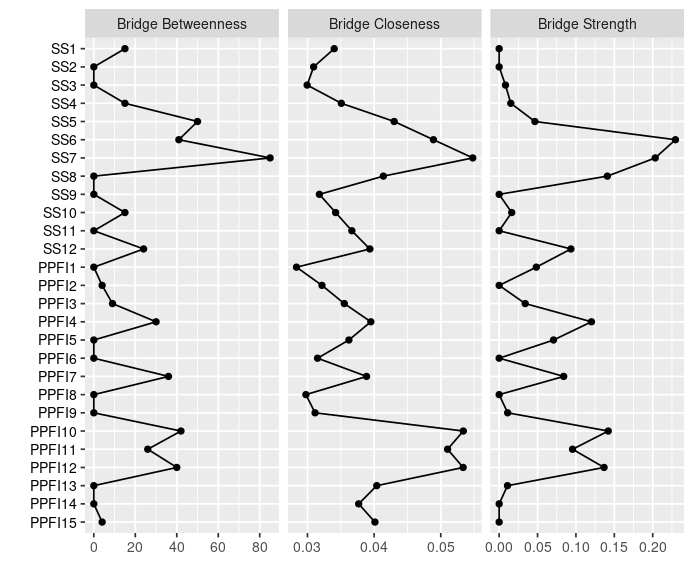 Bridge Betweenness Bridge Closeness Bridge Strength
SS1
SS2
SS3
SS4
SS5
SS6
SS7
SS8
SS9
SS10
SS11
SS12
PPFI1
PPFI2
PPFI3
PPFI4
PPFI5
PPFI6
PPFI7
PPFI8
PPFI9
PPFI10
PPFI11
PPFI12
PPFI13
PPFI14
PPFI15
0 20 40 60 80 0.03 0.04 0.05 0.00 0.05 0.10 0.15 0.20